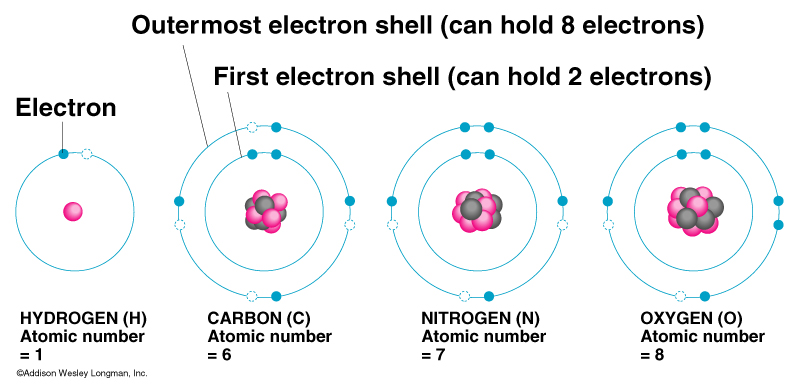 Outermost electron shell (can hold 8 electrons)
First electron shell (can hold 2 electrons)
Electron
HYDROGEN (H)
Atomic number
= 1
CARBON (C)
Atomic number
= 6
NITROGEN (N)
Atomic number
= 7
OXYGEN (O)
Atomic number
= 8
©Addison Wesley Longman, Inc.